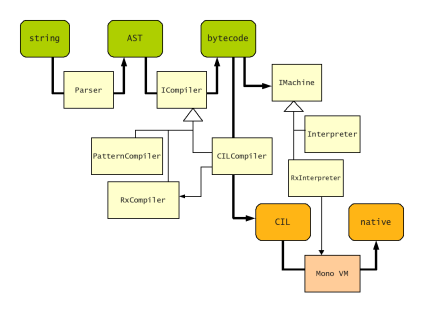 string
AST
bytecode
Parser
ICompiler
IMachine
Interpreter
PatternCompiler
CILCompiler
RxInterpreter
RxCompiler
CIL
native
Mono VM